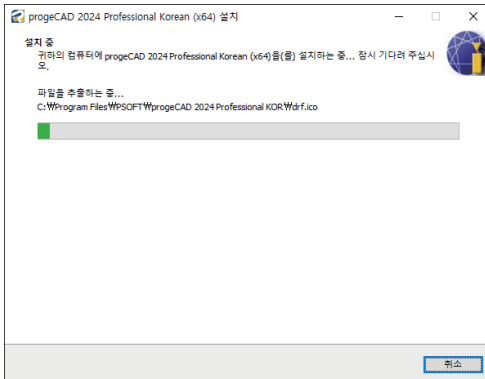 progeCAD 2024 Professional Korean (x64) 설치
설치 중
귀하의 컴퓨터에 progeCAD 2024 Professional Korean (x64)을(를) 설치하는 중... 잠시 기다려 주십시
오.
파일을 추출하는 중...
C:₩Program Files₩PSOFT₩progeCAD 2024 Professional KOR₩drf.ico
취소